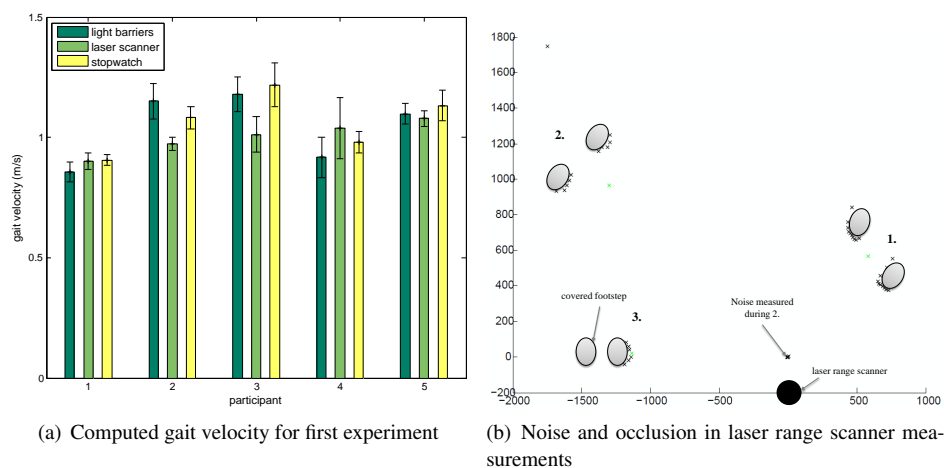 1.5
light barriers
laser scanner
stopwatch
1
gait velocity (m/s)
0.5
0
1 2 3 4 5
participant
(a) Computed gait velocity for first experiment
1800
1600
1400
1200
1000
800
600
400
200
0
−200
−2000 −1500 −1000 −500 0 500 1000
2.
1.
covered footstep
3.
Noise measured
during 2.
laser range scanner
(b) Noise and occlusion in laser range scanner mea-
surements